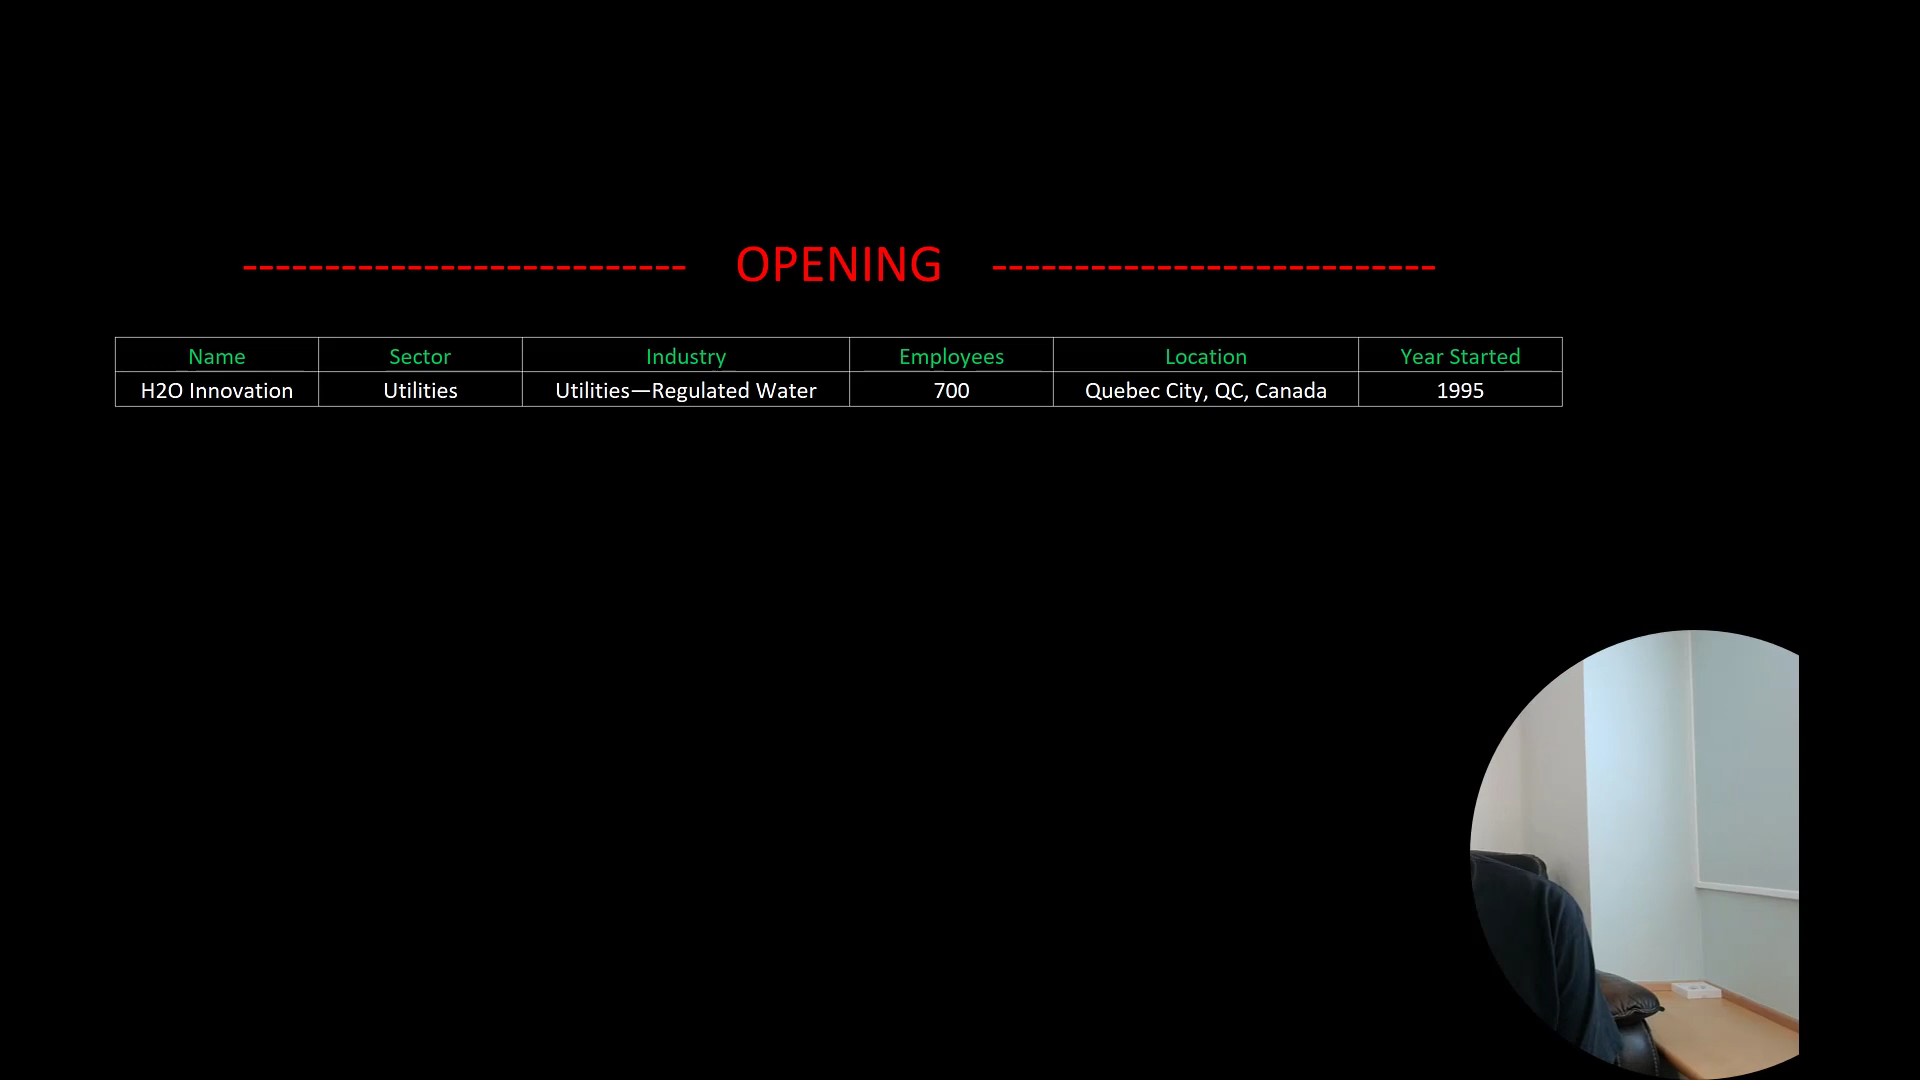 --------------------------- OPENING ---------------------------
Name Sector Industry Employees Location Year Started
H2O Innovation Utilities Utilities—Regulated Water 700 Quebec City, QC, Canada 1995